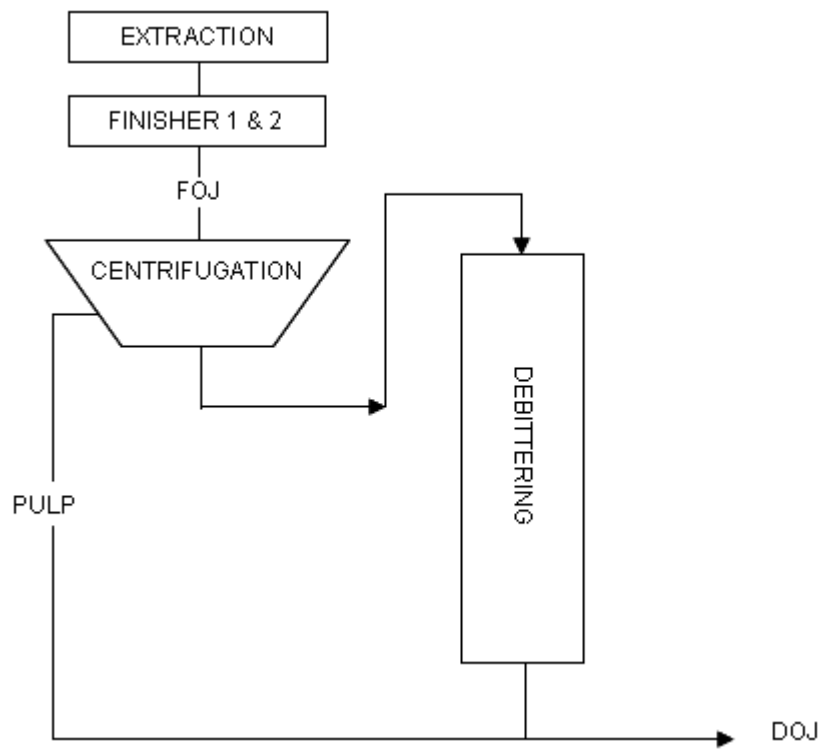 EXTRACTION
FINISHER 1 & 2
FOJ
CENTRIFUGATION
DEBITTERING
PULP
DOJ